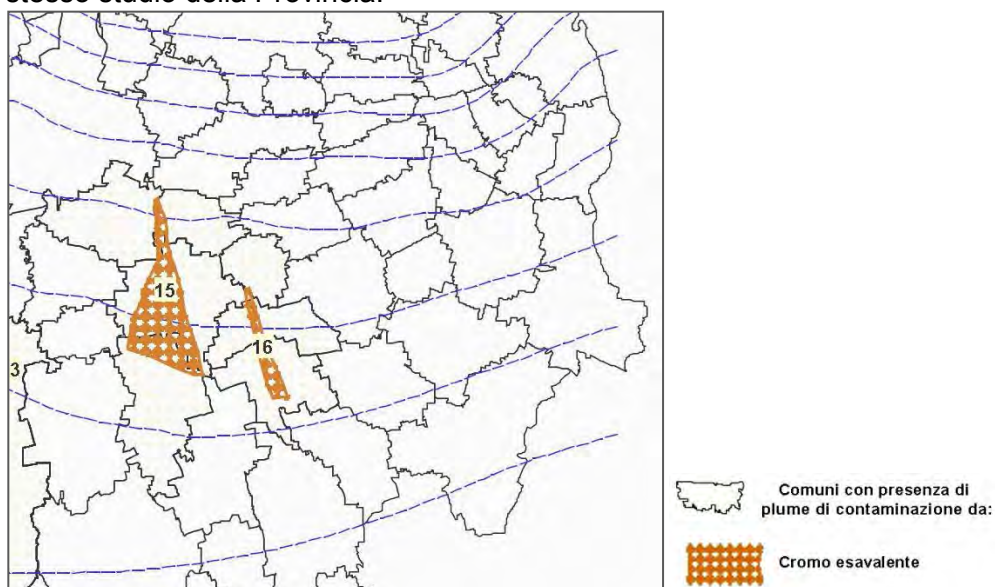 stesso studio della Provincia.
15
16
3
Comuni con presenza di
plume di contaminazione da:
Cromo esavalente